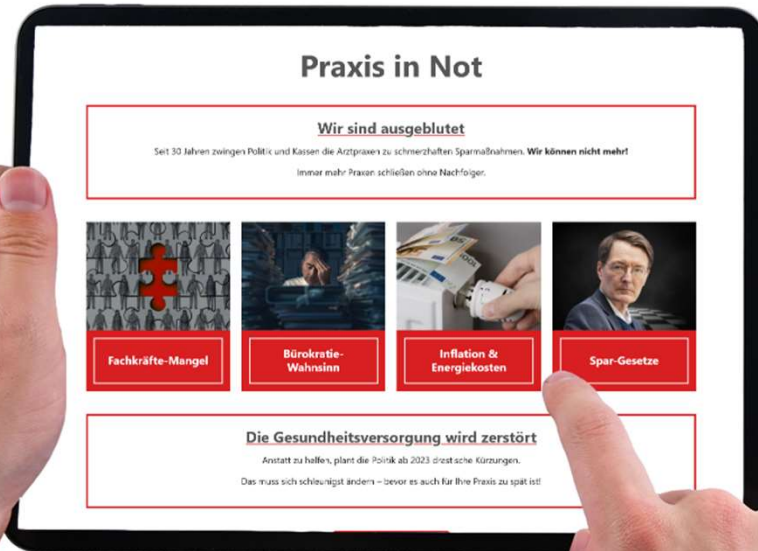 Praxis in Not
Wir sind ausgeblutet
Seit 30 Jahren zwingen Politik und Kassen die Arztpraxen zu schmerzhaften Sparmaßnahmen. Wir können nicht mehr!
Immer mehr Praxen schließen ohne Nachfolger.
Fachkräfte-Mangel
Bürokratie-
Wahnsinn
Inflation &
Energiekosten
Spar-Gesetze
Die Gesundheitsversorgung wird zerstört
Anstatt zu helfen, plant die Politik ab 2023 drastische Kürzungen.
Das muss sich schleunigst ändern – bevor es auch für Ihre Praxis zu spät ist!